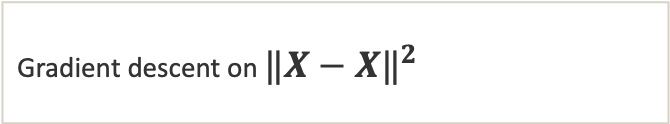 Gradient descent on ‖X − X‖²